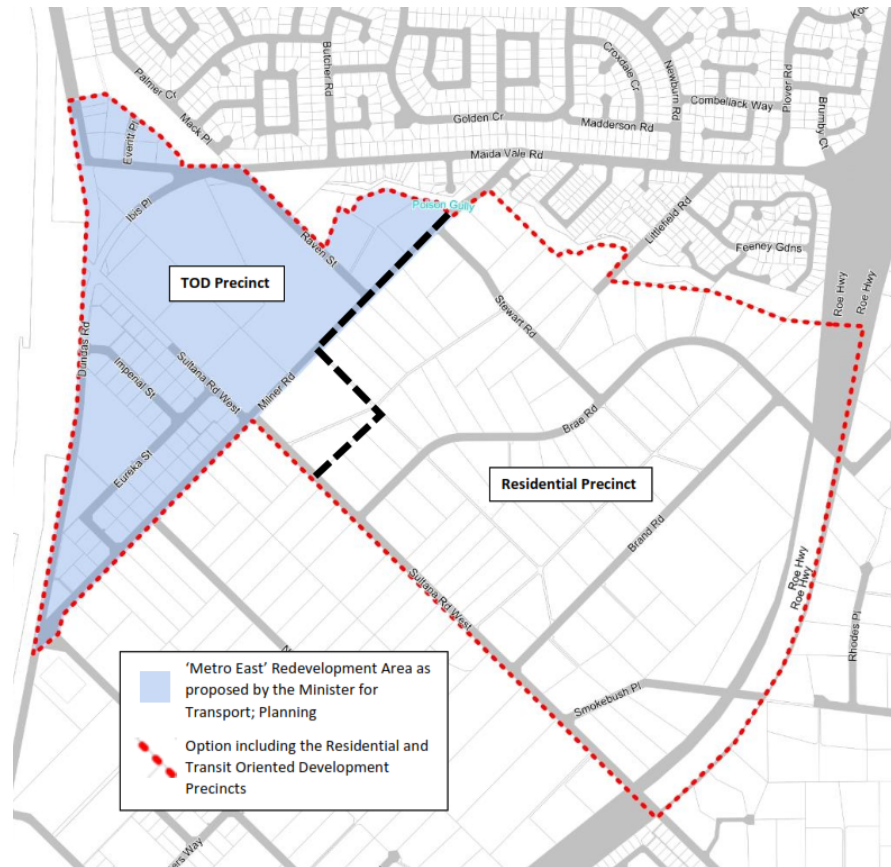 Palmer Cr
Mack Pl
Butcher Rd
Croxdale Cr
Newburn Rd
Plover Rd
Combellack Way
Brumby Ct
Golden Cr
Madderson Rd
Everitt Pl
Maida Vale Rd
Ibis Pl
Poison Gully
Raven St
Littlefield Rd
Feeney Gdns
TOD Precinct
Stewart Rd
Roe Hwy
Roe Hwy
Dundas Rd
Imperial St
Sultana Rd West
Milner Rd
Eureka St
Brae Rd
Residential Precinct
Brand Rd
Sultana Rd West
Roe Hwy
Roe Hwy
Rhodes Pl
Smokebush Pl
‘Metro East’ Redevelopment Area as
proposed by the Minister for
Transport; Planning
Option including the Residential and
Transit Oriented Development
Precincts